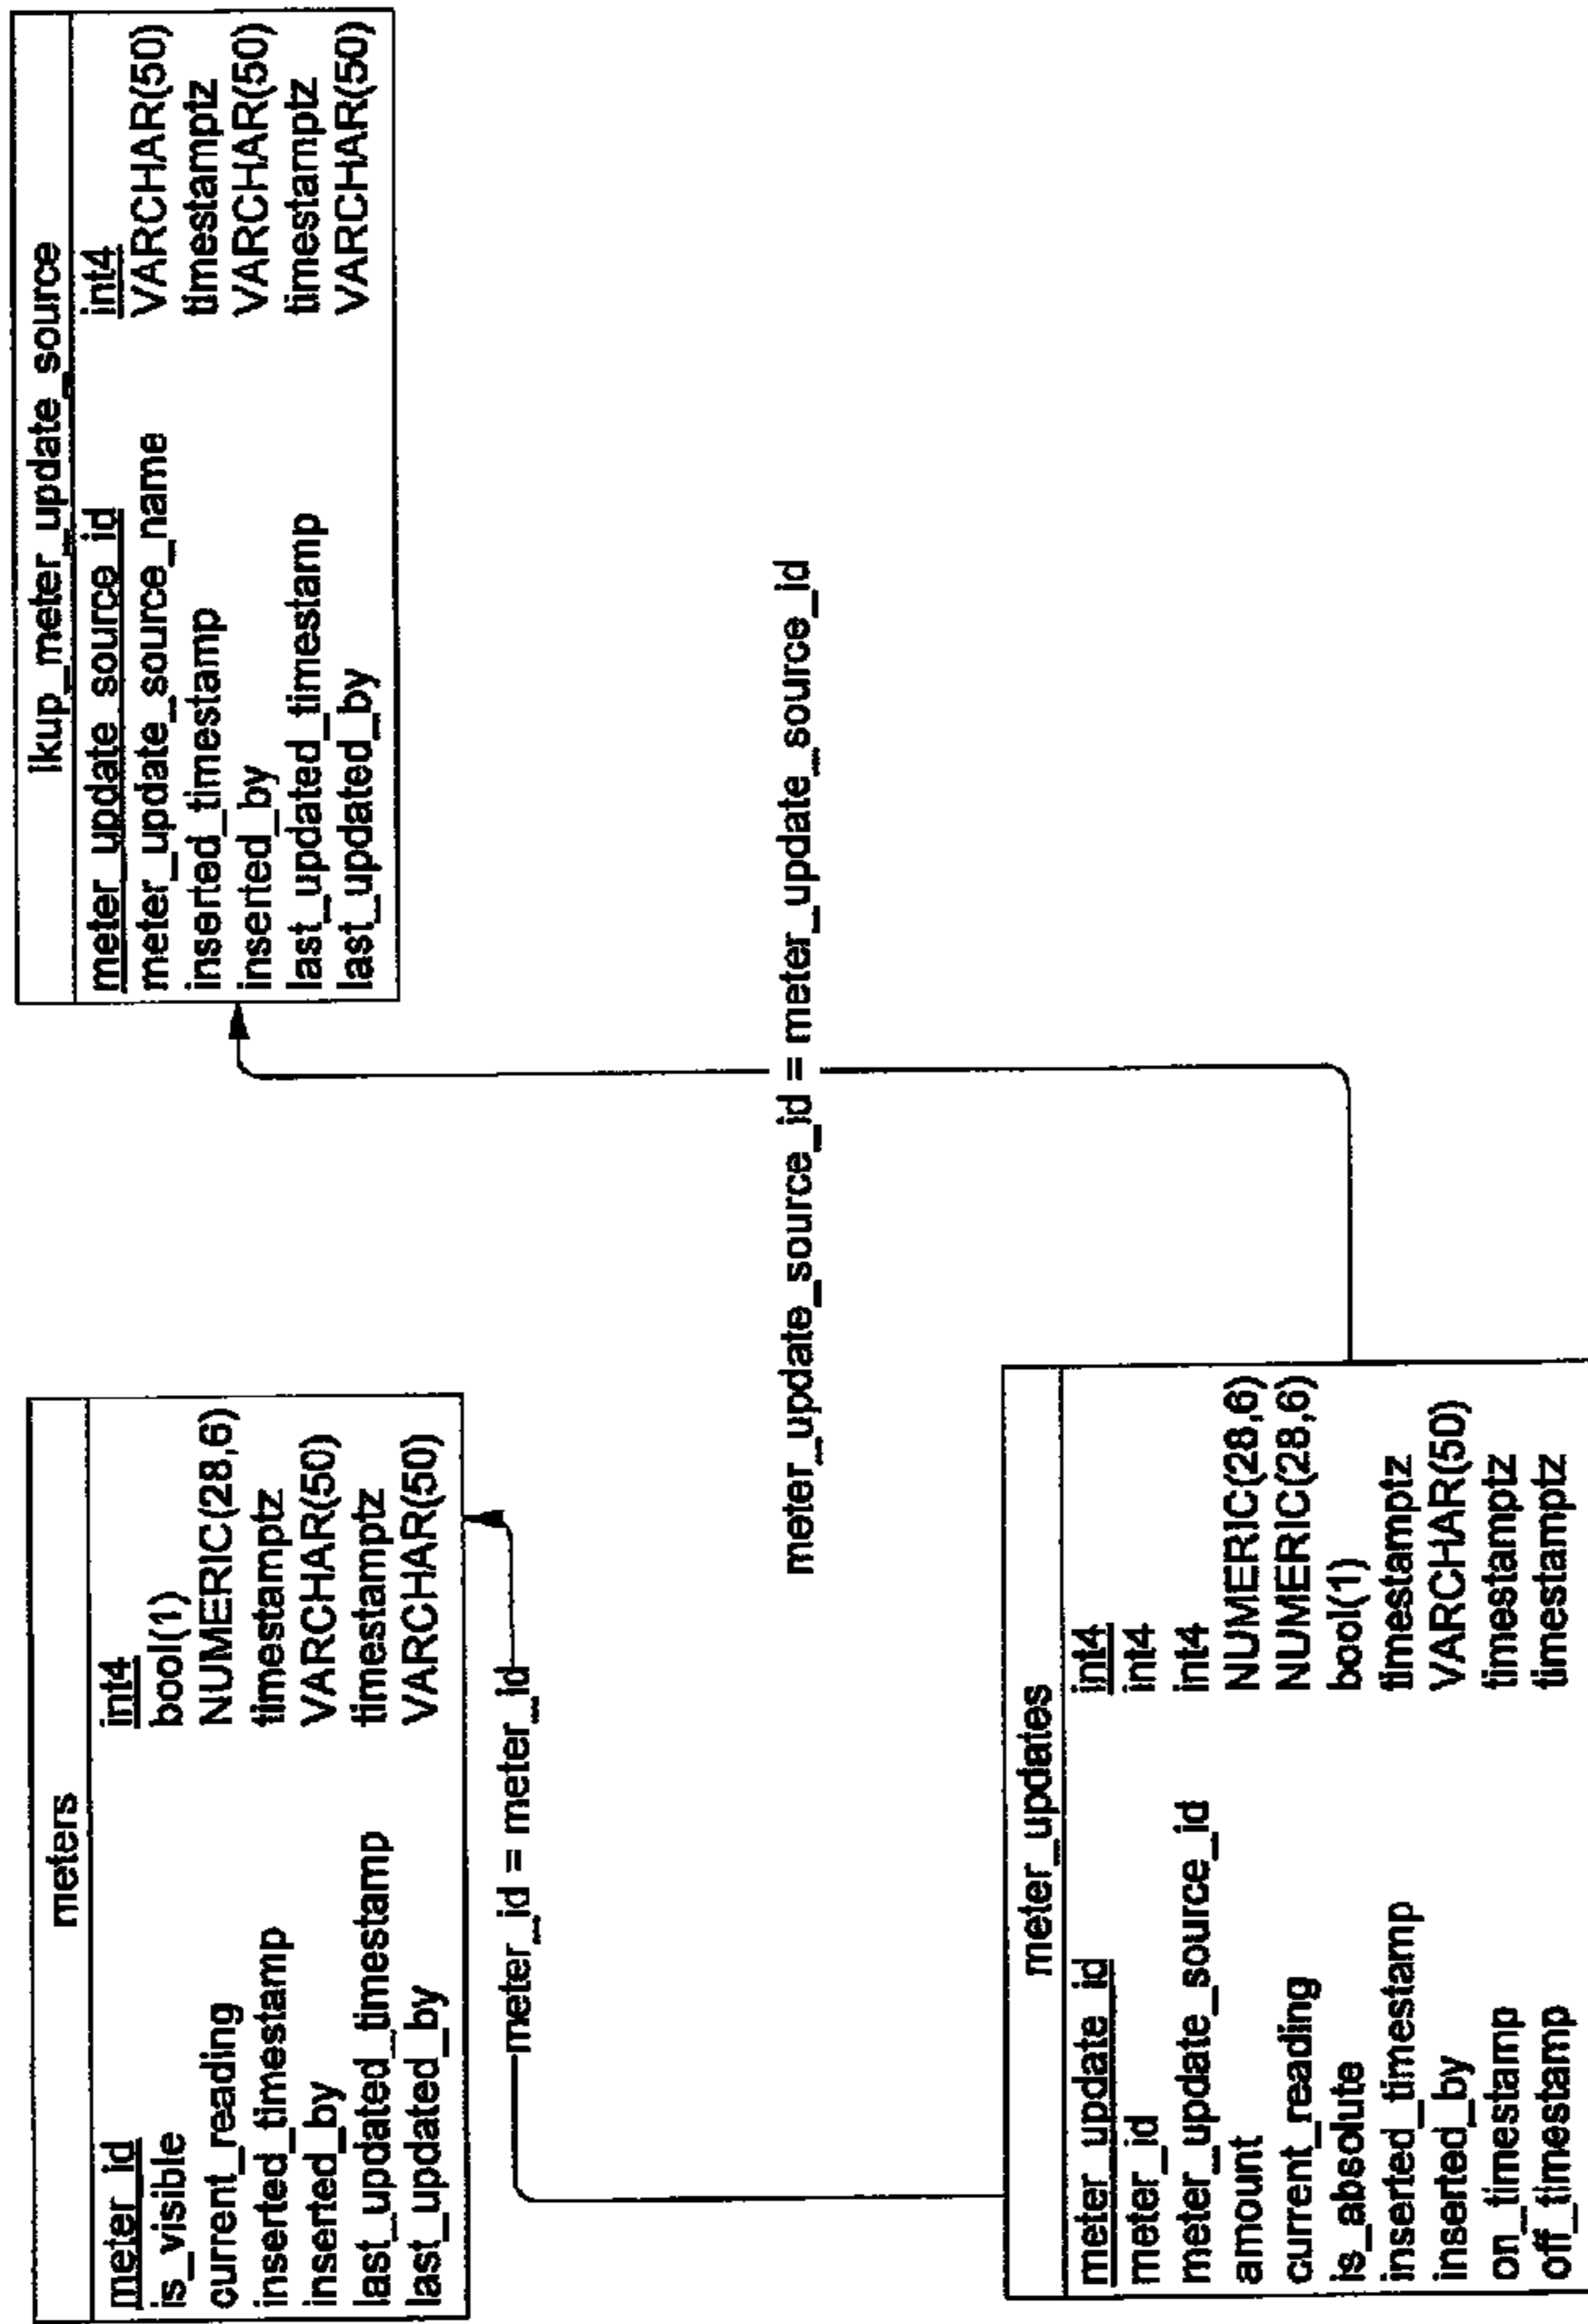 meters
meter_id int4
is_visible bool(1)
current_reading NUMERIC(28,6)
inserted_timestamp timestamptz
inserted_by VARCHAR(50)
last_updated_timestamp timestamptz
last_updated_by VARCHAR(50)
lkup_meter_update_source
meter_update_source_id int4
meter_update_source_name VARCHAR(50)
inserted_timestamp timestamptz
inserted_by VARCHAR(50)
last_updated_timestamp timestamptz
last_updated_by VARCHAR(50)
meter_id = meter_id
meter_update_source_id = meter_update_source_id
meter_updates
meter_update_id int4
meter_id int4
meter_update_source_id int4
amount NUMERIC(28,6)
current_reading NUMERIC(28,6)
is_absolute bool(1)
inserted_timestamp timestamptz
inserted_by VARCHAR(50)
on_timestamp timestamptz
off_timestamp timestamptz